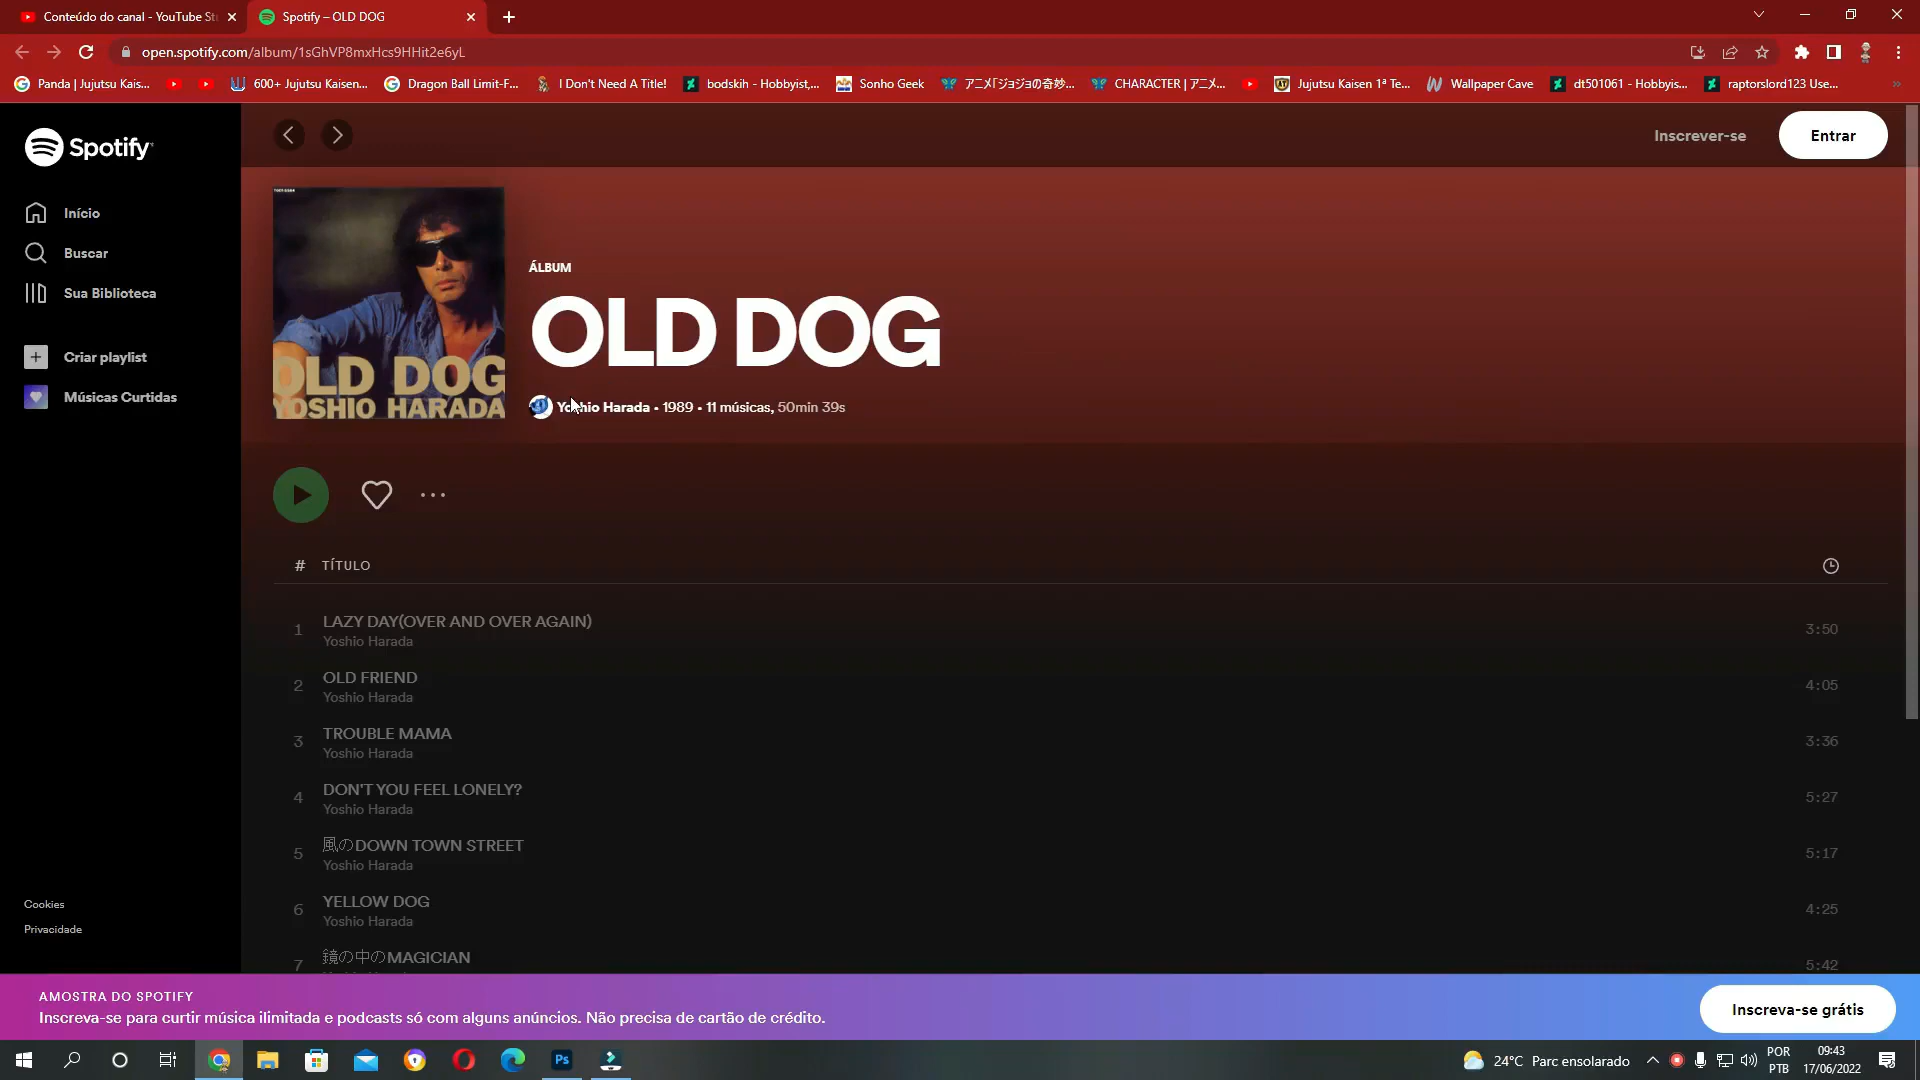 Conteúdo do canal - YouTube St
Spotify – OLD DOG
open.spotify.com/album/1sGhVP8mxHcs9HHit2e6yL
Panda | Jujutsu Kais...
600+ Jujutsu Kaisen...
Dragon Ball Limit-F...
I Don't Need A Title!
bodskih - Hobbyist,...
Sonho Geek
アニメ『ジョジョの奇妙...
CHARACTER | アニメ...
Jujutsu Kaisen 1ª Te...
Wallpaper Cave
dt501061 - Hobbyis...
raptorslord123 Use...
Spotify
Inscrever-se
Entrar
Início
Buscar
Sua Biblioteca
Criar playlist
Músicas Curtidas
OLD DOG
YOSHIO HARADA
ÁLBUM
OLD DOG
Yoshio Harada • 1989 • 11 músicas, 50min 39s
# TÍTULO
1 LAZY DAY(OVER AND OVER AGAIN) 3:50
Yoshio Harada
2 OLD FRIEND 4:05
Yoshio Harada
3 TROUBLE MAMA 3:36
Yoshio Harada
4 DON'T YOU FEEL LONELY? 5:27
Yoshio Harada
5 風のDOWN TOWN STREET 5:17
Yoshio Harada
6 YELLOW DOG 4:25
Yoshio Harada
7 鏡の中のMAGICIAN 5:42
Cookies
Privacidade
AMOSTRA DO SPOTIFY
Inscreva-se para curtir música ilimitada e podcasts só com alguns anúncios. Não precisa de cartão de crédito.
Inscreva-se grátis
Ps
24°C Parc ensolarado
POR
PTB
09:43
17/06/2022